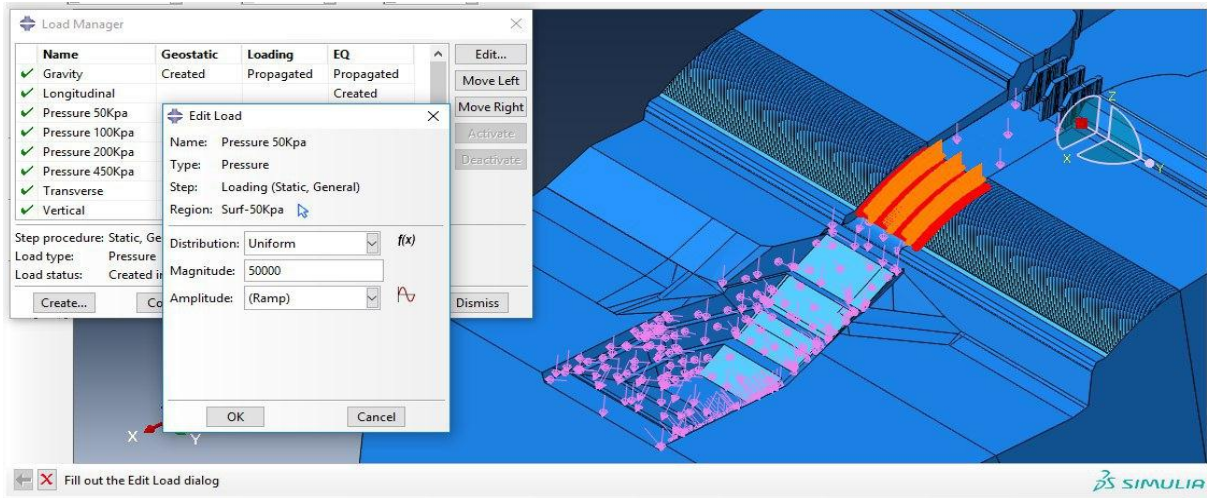 Load Manager
Name Geostatic Loading EQ
Gravity Created Propagated Propagated
Longitudinal Created
Pressure 50Kpa
Pressure 100Kpa
Pressure 200Kpa
Pressure 450Kpa
Transverse
Vertical
Edit...
Move Left
Move Right
Activate
Deactivate
Step procedure: Static, Ge
Load type: Pressure
Load status: Created in
Create... Co Dismiss
Edit Load
Name: Pressure 50Kpa
Type: Pressure
Step: Loading (Static, General)
Region: Surf-50Kpa
Distribution: Uniform f(x)
Magnitude: 50000
Amplitude: (Ramp)
OK Cancel
Z
X
Y
X
Y
Fill out the Edit Load dialog
SIMULIA